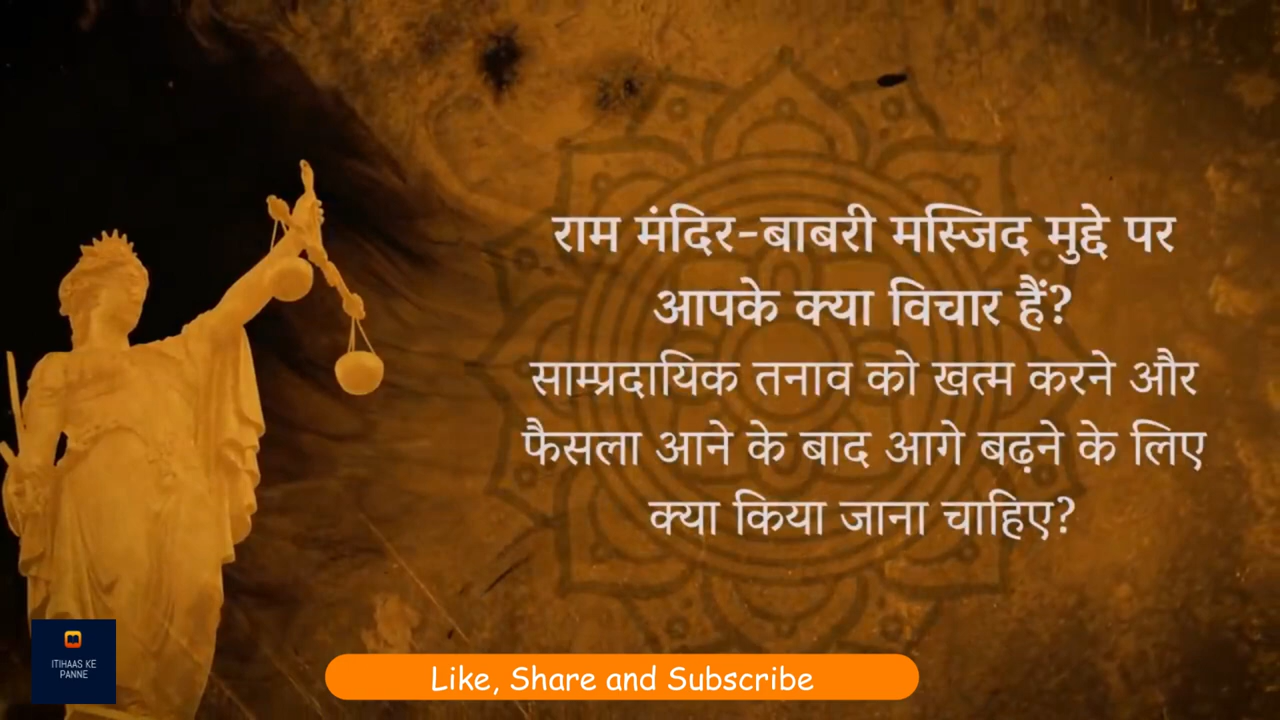 राम मंदिर-बाबरी मस्जिद मुद्दे पर
आपके क्या विचार हैं?
साम्प्रदायिक तनाव को खत्म करने और
फैसला आने के बाद आगे बढ़ने के लिए
क्या किया जाना चाहिए?
ITIHAAS KE
PANNE
Like, Share and Subscribe